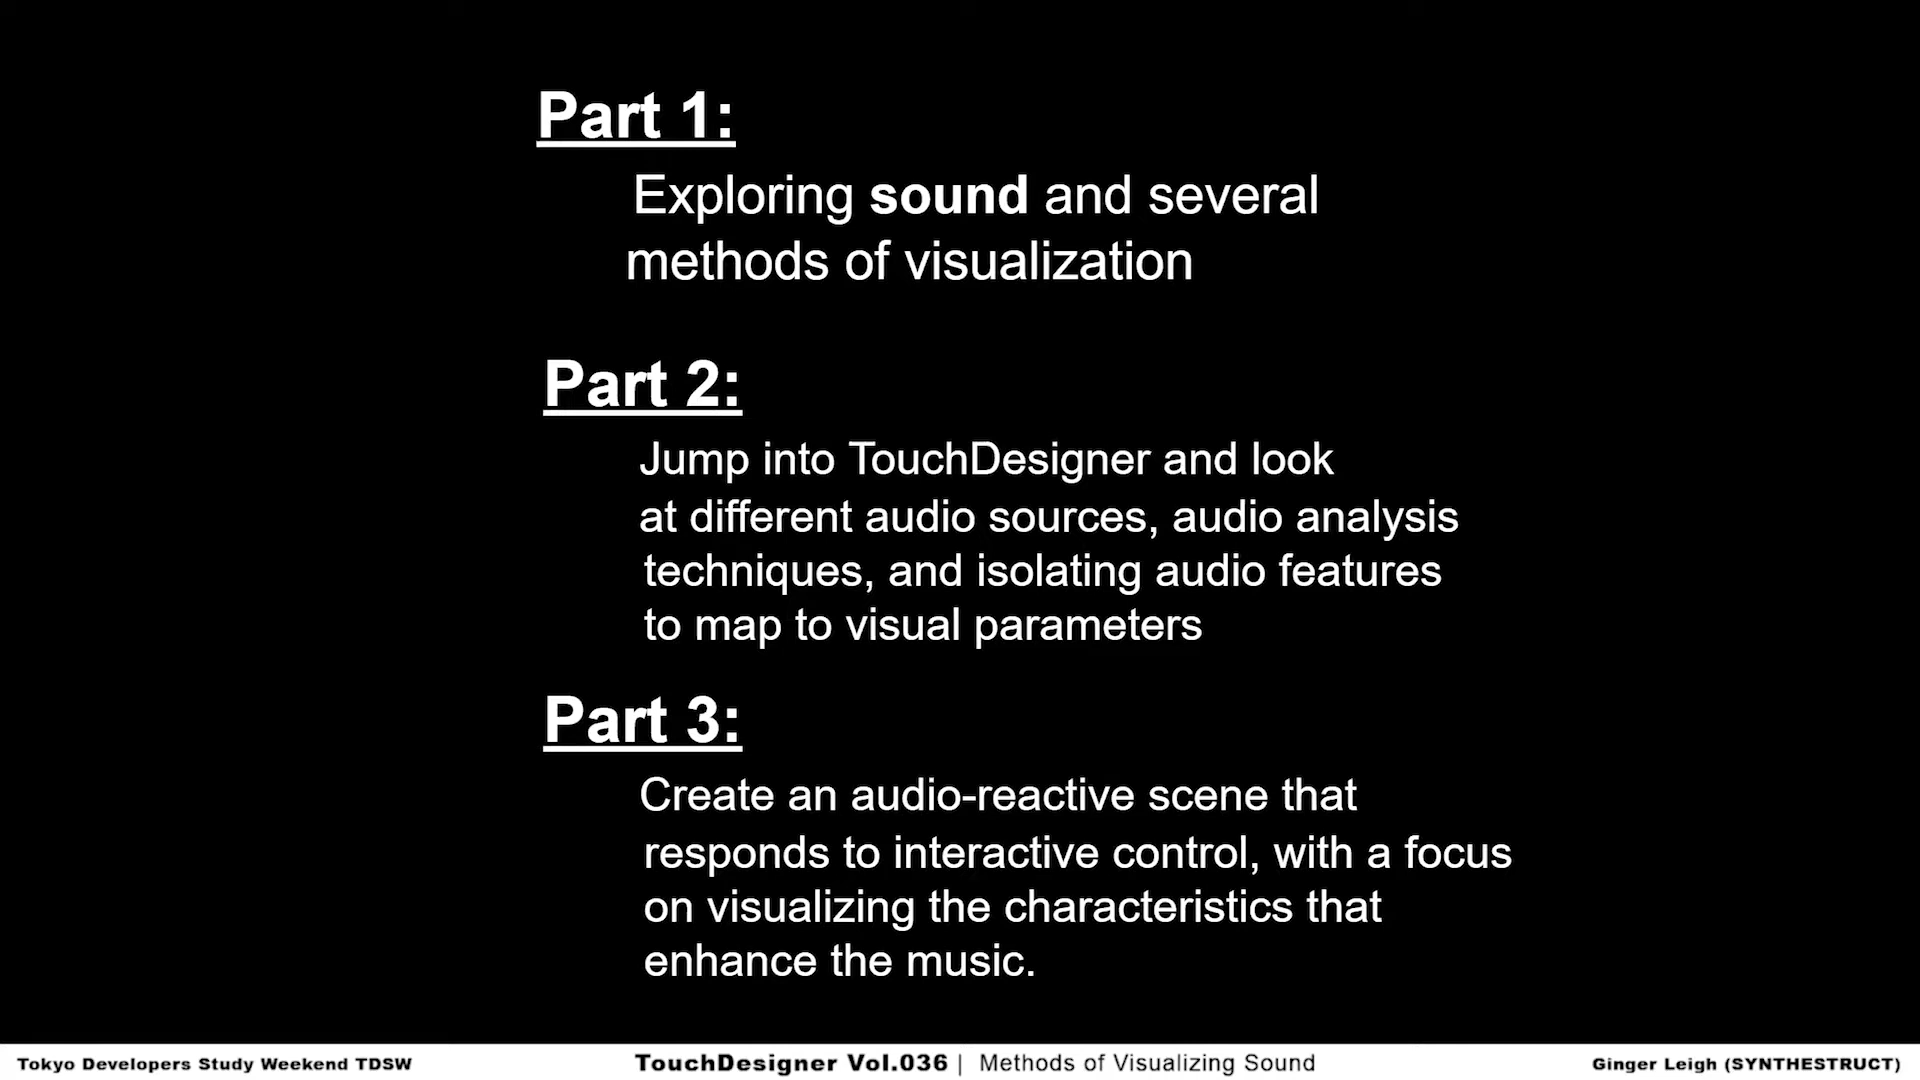 Part 1:
Exploring sound and several
methods of visualization
Part 2:
Jump into TouchDesigner and look
at different audio sources, audio analysis
techniques, and isolating audio features
to map to visual parameters
Part 3:
Create an audio-reactive scene that
responds to interactive control, with a focus
on visualizing the characteristics that
enhance the music.
Tokyo Developers Study Weekend TDSW
TouchDesigner Vol.036 | Methods of Visualizing Sound
Ginger Leigh (SYNTHESTRUCT)